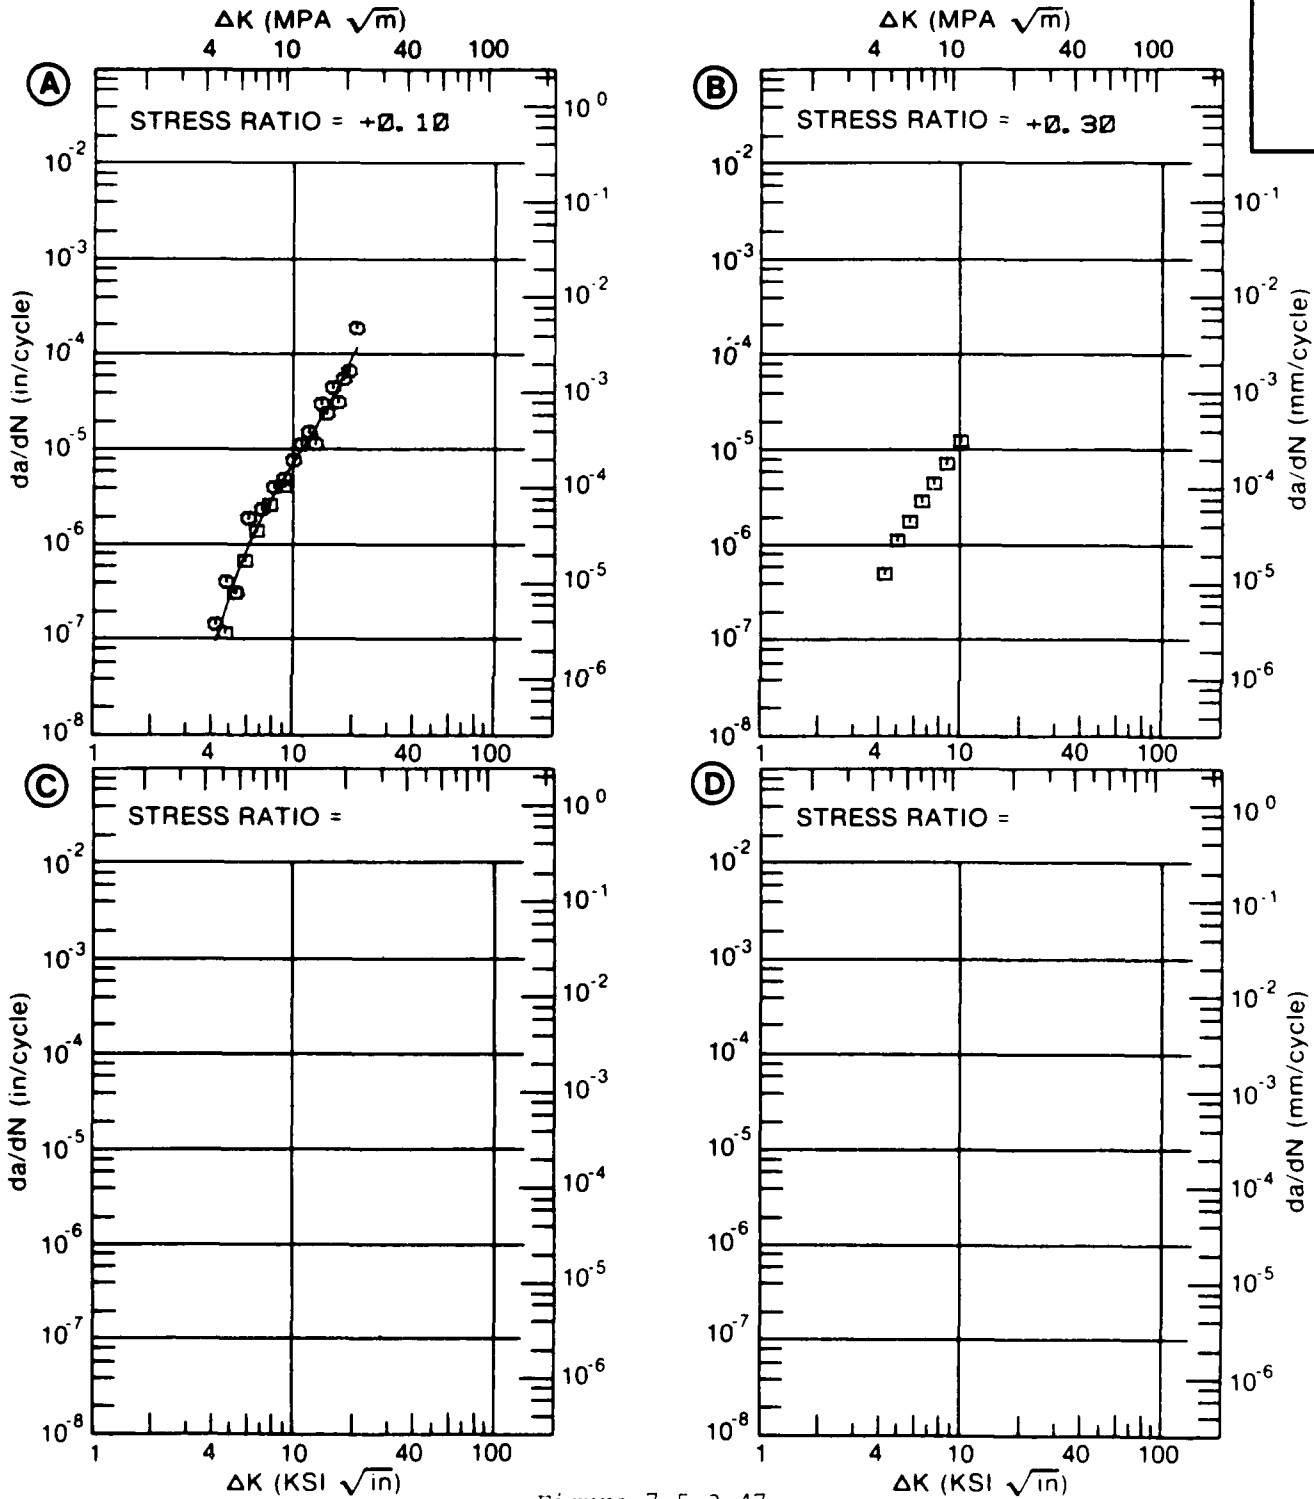 ΔK (MPA √m)
4 10 40 100
ΔK (MPA √m)
4 10 40 100
A
STRESS RATIO = +0.10
10^-2
10^-3
10^-4
10^-5
10^-6
10^-7
10^-8
da/dN (in/cycle)
10^0
10^-1
10^-2
10^-3
10^-4
10^-5
10^-6
1 4 10 40 100
B
STRESS RATIO = +0.30
10^-2
10^-3
10^-4
10^-5
10^-6
10^-7
10^-8
10^-1
10^-2
10^-3
10^-4
10^-5
10^-6
da/dN (mm/cycle)
1 4 10 40 100
C
STRESS RATIO =
10^-2
10^-3
10^-4
10^-5
10^-6
10^-7
10^-8
da/dN (in/cycle)
10^0
10^-1
10^-2
10^-3
10^-4
10^-5
10^-6
1 4 10 40 100
ΔK (KSI √in)
D
STRESS RATIO =
10^-2
10^-3
10^-4
10^-5
10^-6
10^-7
10^-8
10^0
10^-1
10^-2
10^-3
10^-4
10^-5
10^-6
da/dN (mm/cycle)
1 4 10 40 100
ΔK (KSI √in)